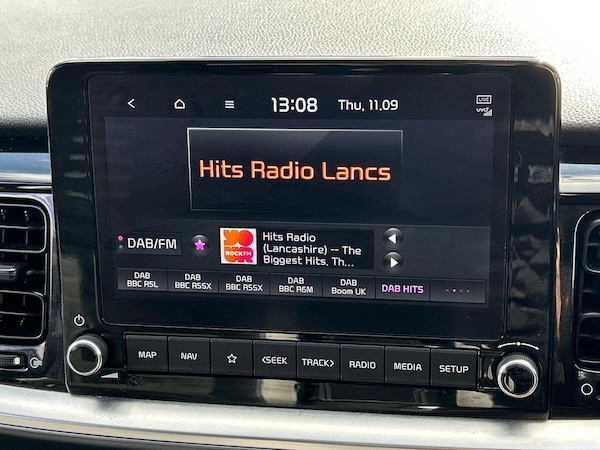 13:08 Thu, 11.09 LIVE
UVO
Hits Radio Lancs
DAB/FM
ROCKFM
Hits Radio
(Lancashire) -- The
Biggest Hits, Th...
DAB
BBC R5L
DAB
BBC R5SX
DAB
BBC R5SX
DAB
BBC R6M
DAB
Boom UK
DAB HITS
MAP NAV <SEEK TRACK> RADIO MEDIA SETUP